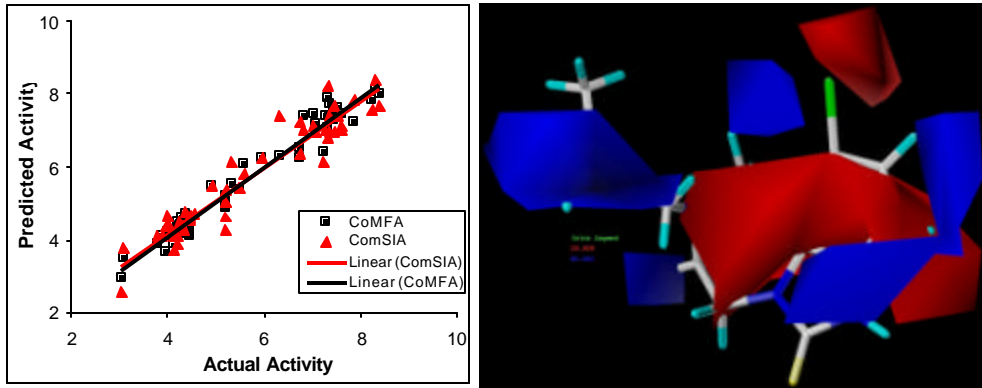 10
8
6
4
2
2 4 6 8 10
Predicted Activity
Actual Activity
CoMFA
ComSIA
Linear (ComSIA)
Linear (CoMFA)